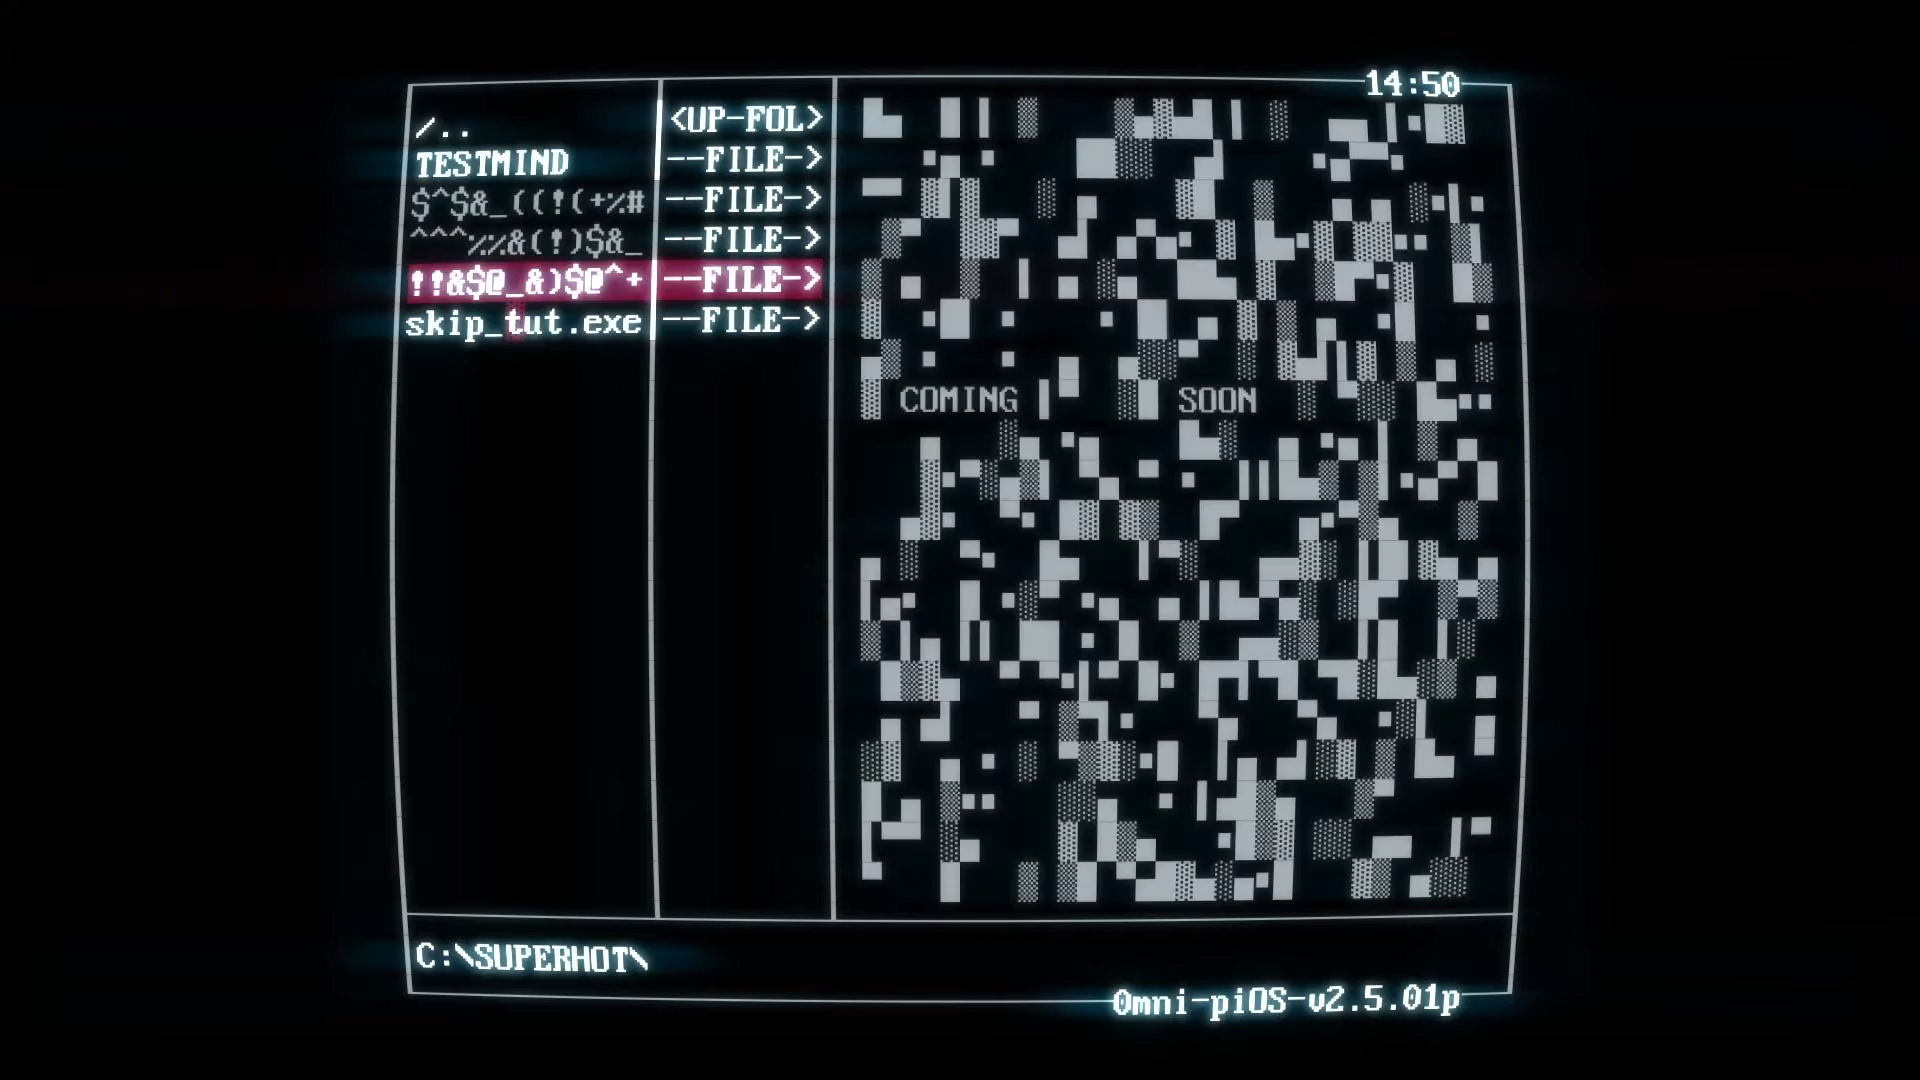 14:50
/.. <UP-FOL>
TESTMIND --FILE->
$^$&_((!(+%# --FILE->
^^^%%&(!)$&_ --FILE->
!!&$@_&)$@^+ --FILE->
skip_tut.exe --FILE->
COMING SOON
C:\SUPERHOT\
0mni-piOS-v2.5.01p